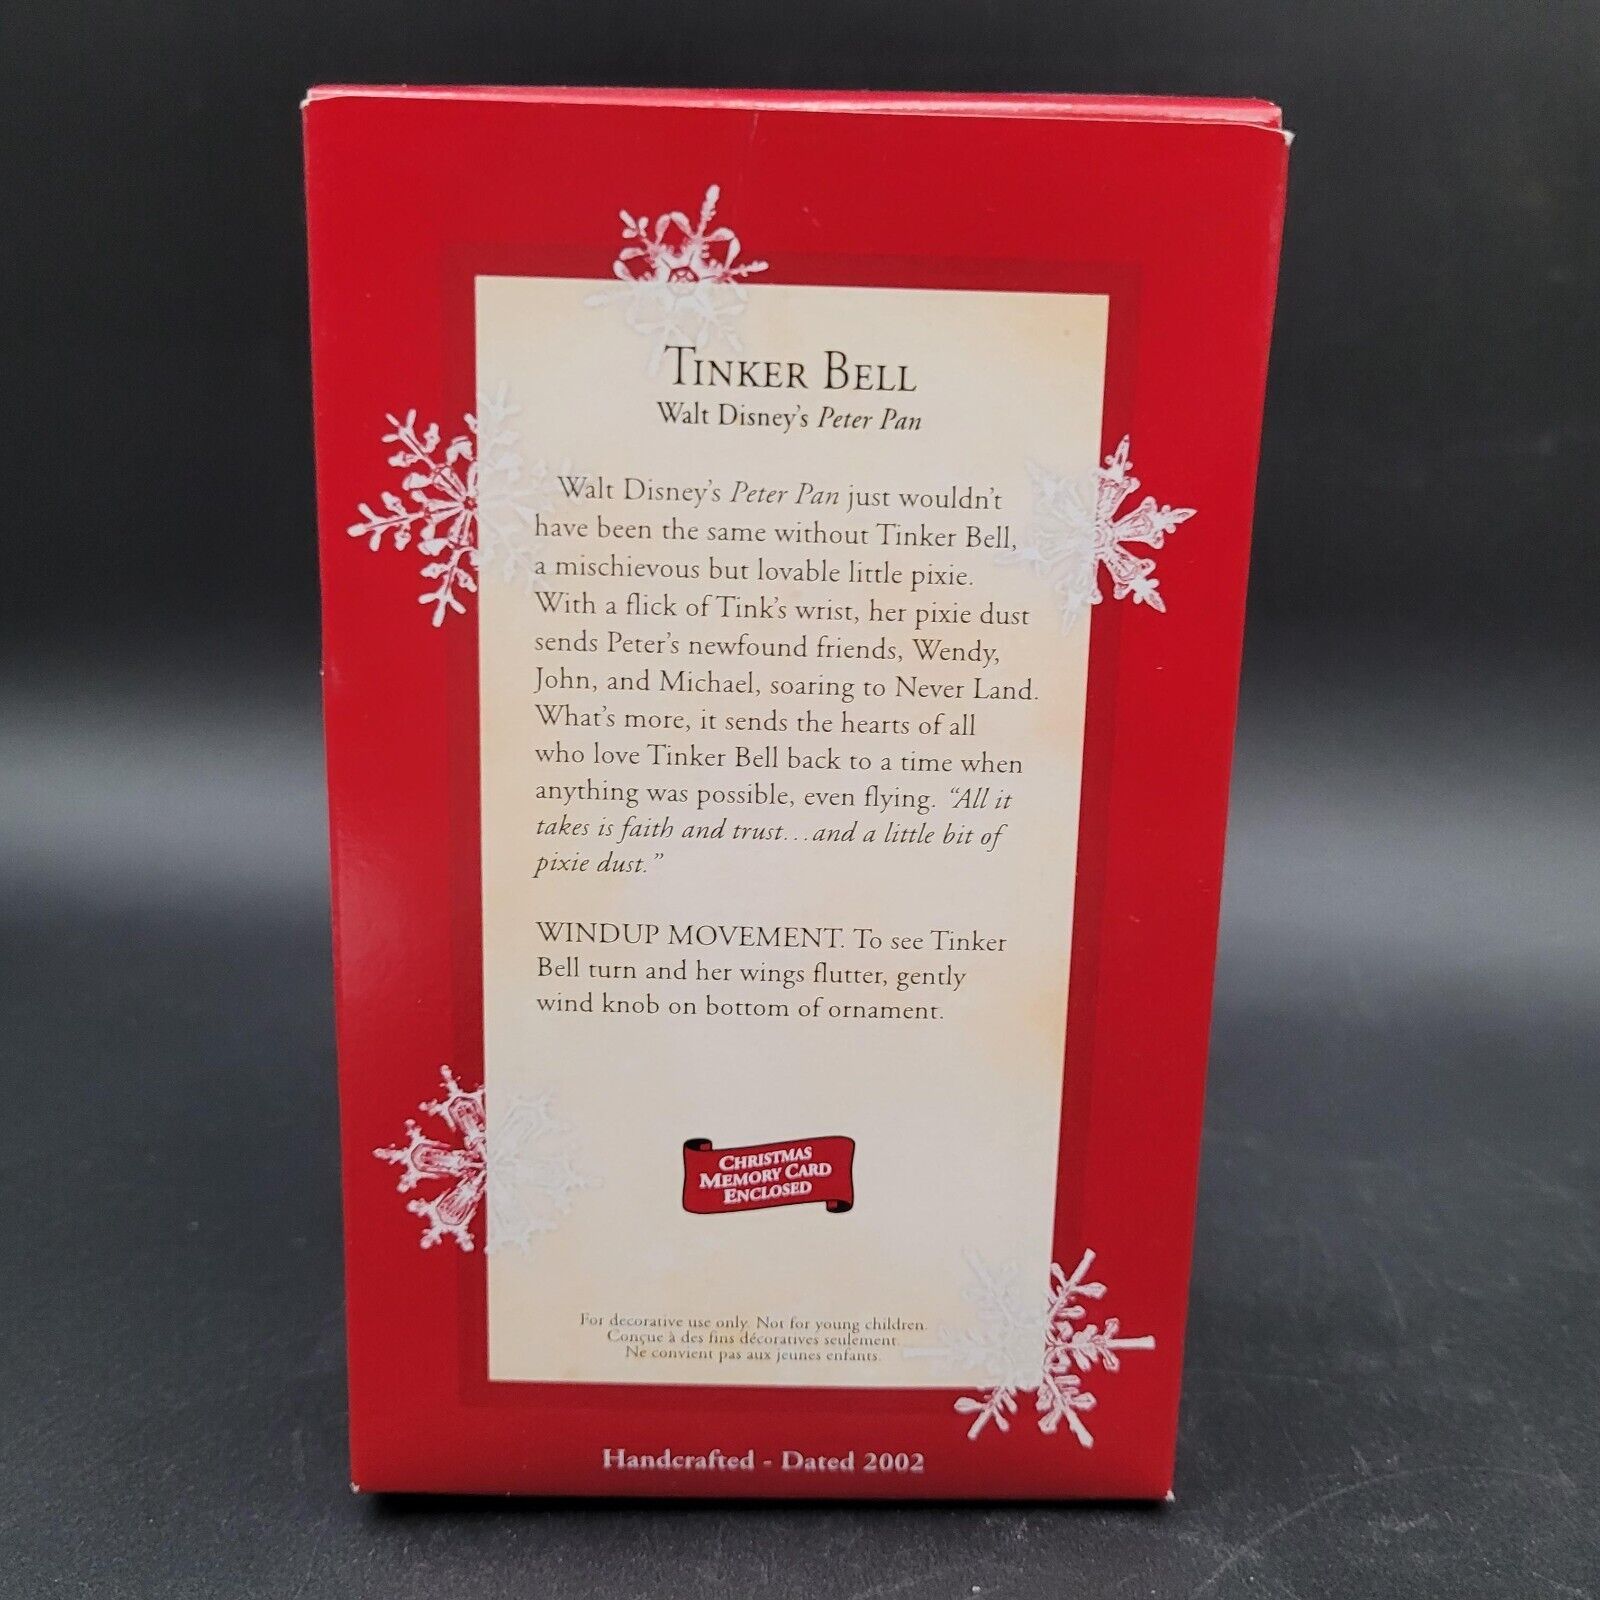 TINKER BELL
Walt Disney's Peter Pan
Walt Disney's Peter Pan just wouldn't
have been the same without Tinker Bell,
a mischievous but lovable little pixie.
With a flick of Tink's wrist, her pixie dust
sends Peter's newfound friends, Wendy,
John, and Michael, soaring to Never Land.
What's more, it sends the hearts of all
who love Tinker Bell back to a time when
anything was possible, even flying. "All it
takes is faith and trust...and a little bit of
pixie dust."
WINDUP MOVEMENT. To see Tinker
Bell turn and her wings flutter, gently
wind knob on bottom of ornament.
CHRISTMAS
MEMORY CARD
ENCLOSED
For decorative use only. Not for young children.
Conçue à des fins décoratives seulement.
Ne convient pas aux jeunes enfants.
Handcrafted - Dated 2002